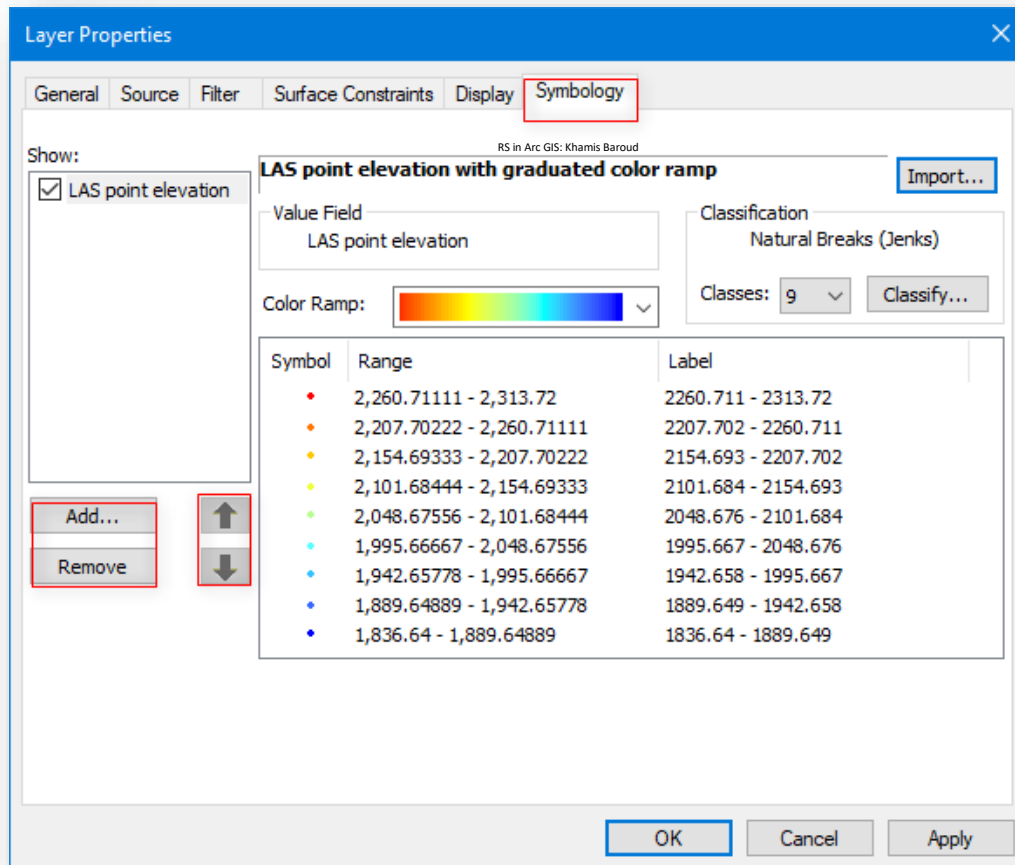 Layer Properties
General Source Filter Surface Constraints Display Symbology
RS in Arc GIS: Khamis Baroud
Show:
LAS point elevation
LAS point elevation with graduated color ramp
Import...
Value Field
LAS point elevation
Classification
Natural Breaks (Jenks)
Color Ramp:
Classes: 9 Classify...
Symbol Range Label
2,260.71111 - 2,313.72 2260.711 - 2313.72
2,207.70222 - 2,260.71111 2207.702 - 2260.711
2,154.69333 - 2,207.70222 2154.693 - 2207.702
2,101.68444 - 2,154.69333 2101.684 - 2154.693
2,048.67556 - 2,101.68444 2048.676 - 2101.684
1,995.66667 - 2,048.67556 1995.667 - 2048.676
1,942.65778 - 1,995.66667 1942.658 - 1995.667
1,889.64889 - 1,942.65778 1889.649 - 1942.658
1,836.64 - 1,889.64889 1836.64 - 1889.649
Add...
Remove
OK Cancel Apply